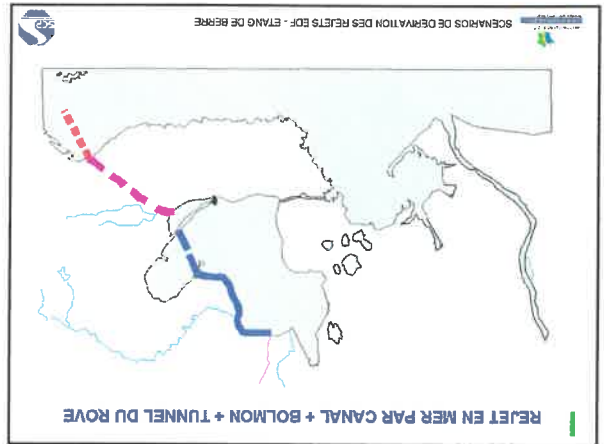 REJET EN MER PAR CANAL + BOLMON + TUNNEL DU ROVE
SCENARIOS DE DERIVATION DES REJETS EDF - ETANG DE BERRE